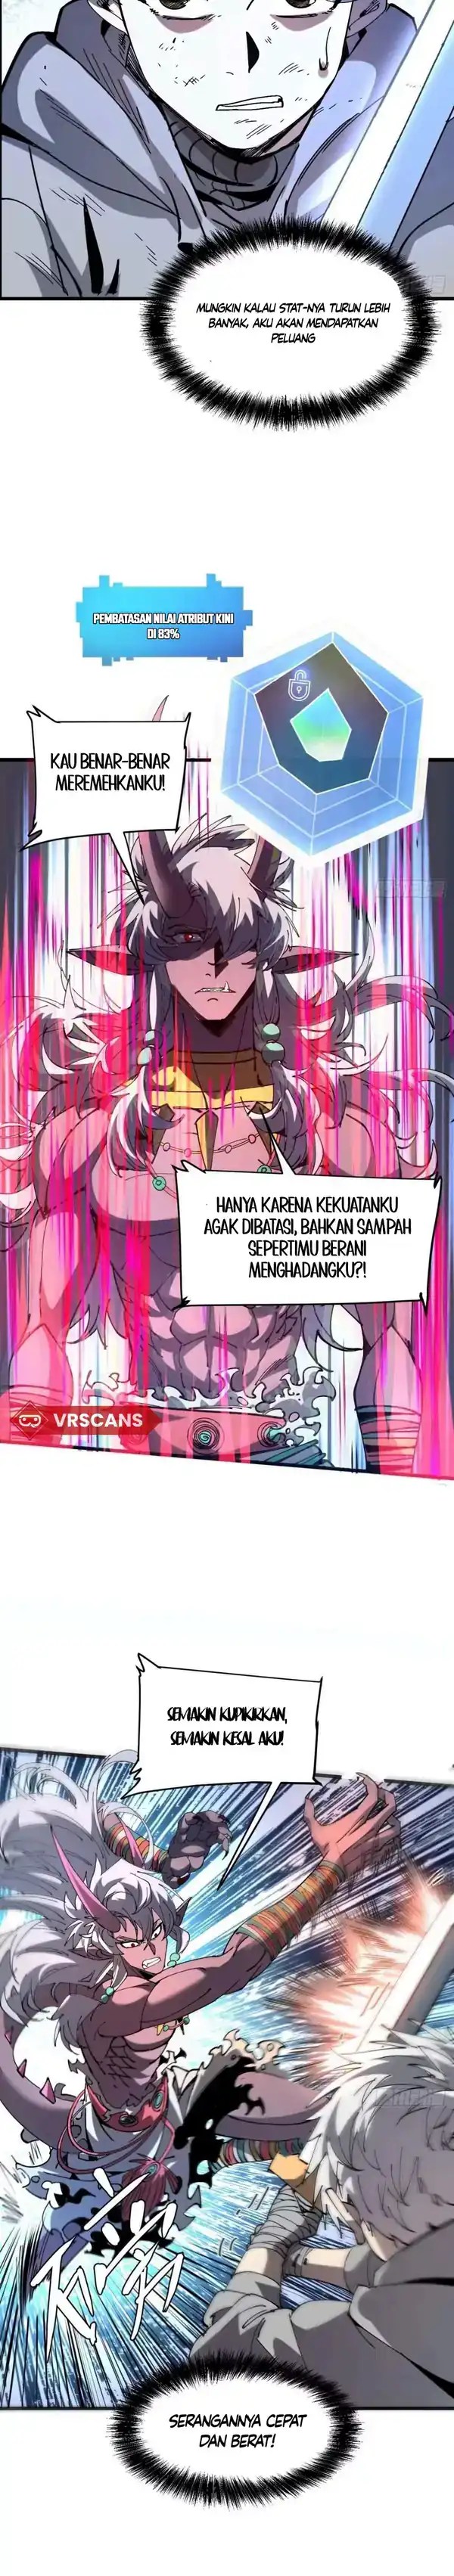 MUNGKIN KALAU STAT-NYA TURUN LEBIH
BANYAK, AKU AKAN MENDAPATKAN
PELUANG
PEMBATASAN NILAI ATRIBUT KINI
DI 83%
KAU BENAR-BENAR
MEREMEHKANKU!
HANYA KARENA KEKUATANKU
AGAK DIBATASI, BAHKAN SAMPAH
SEPERTIMU BERANI
MENGHADANGKU?!
VRSCANS
SEMAKIN KUPIKIRKAN,
SEMAKIN KESAL AKU!
SERANGANNYA CEPAT
DAN BERAT!